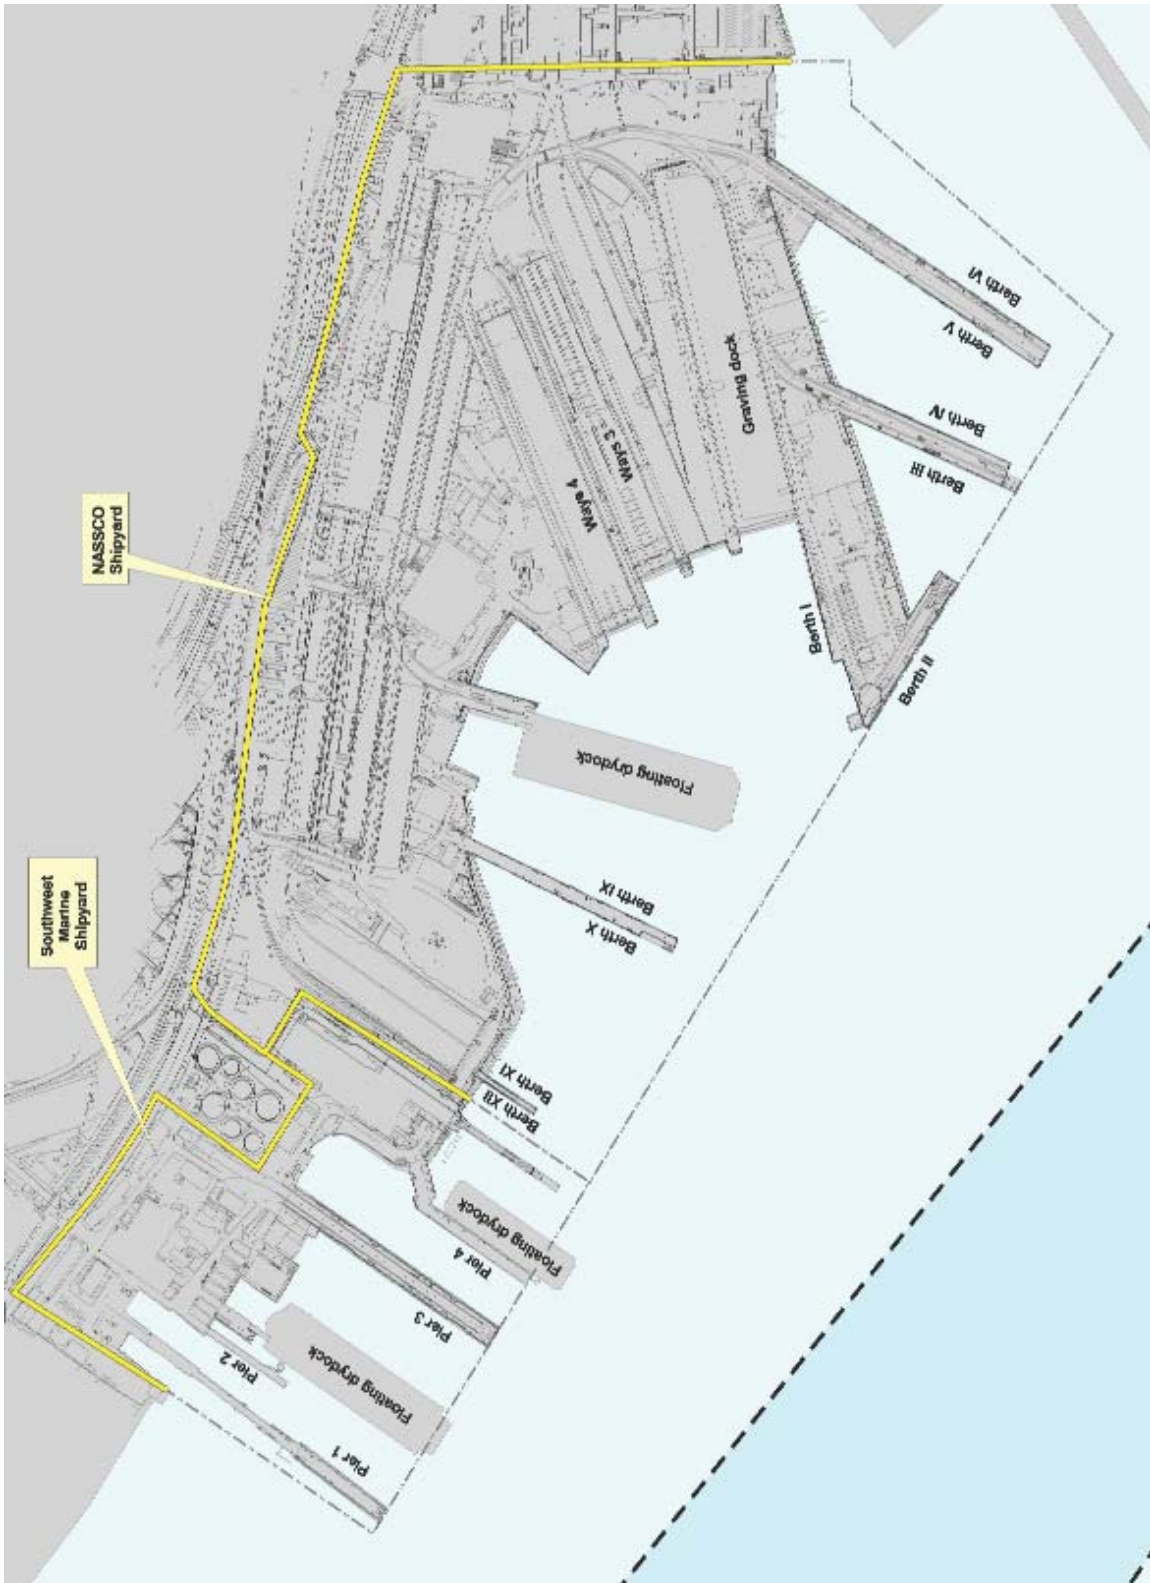 Berth VI
Berth V
Berth IV
Berth III
Graving dock
Ways 3
Ways 4
NASSCO
Shipyard
Berth I
Berth II
Floating drydock
Berth IX
Berth X
Southwest
Marine
Shipyard
Berth XI
Berth XII
Floating drydock
Pier 4
Pier 3
Pier 2
Floating drydock
Pier 1